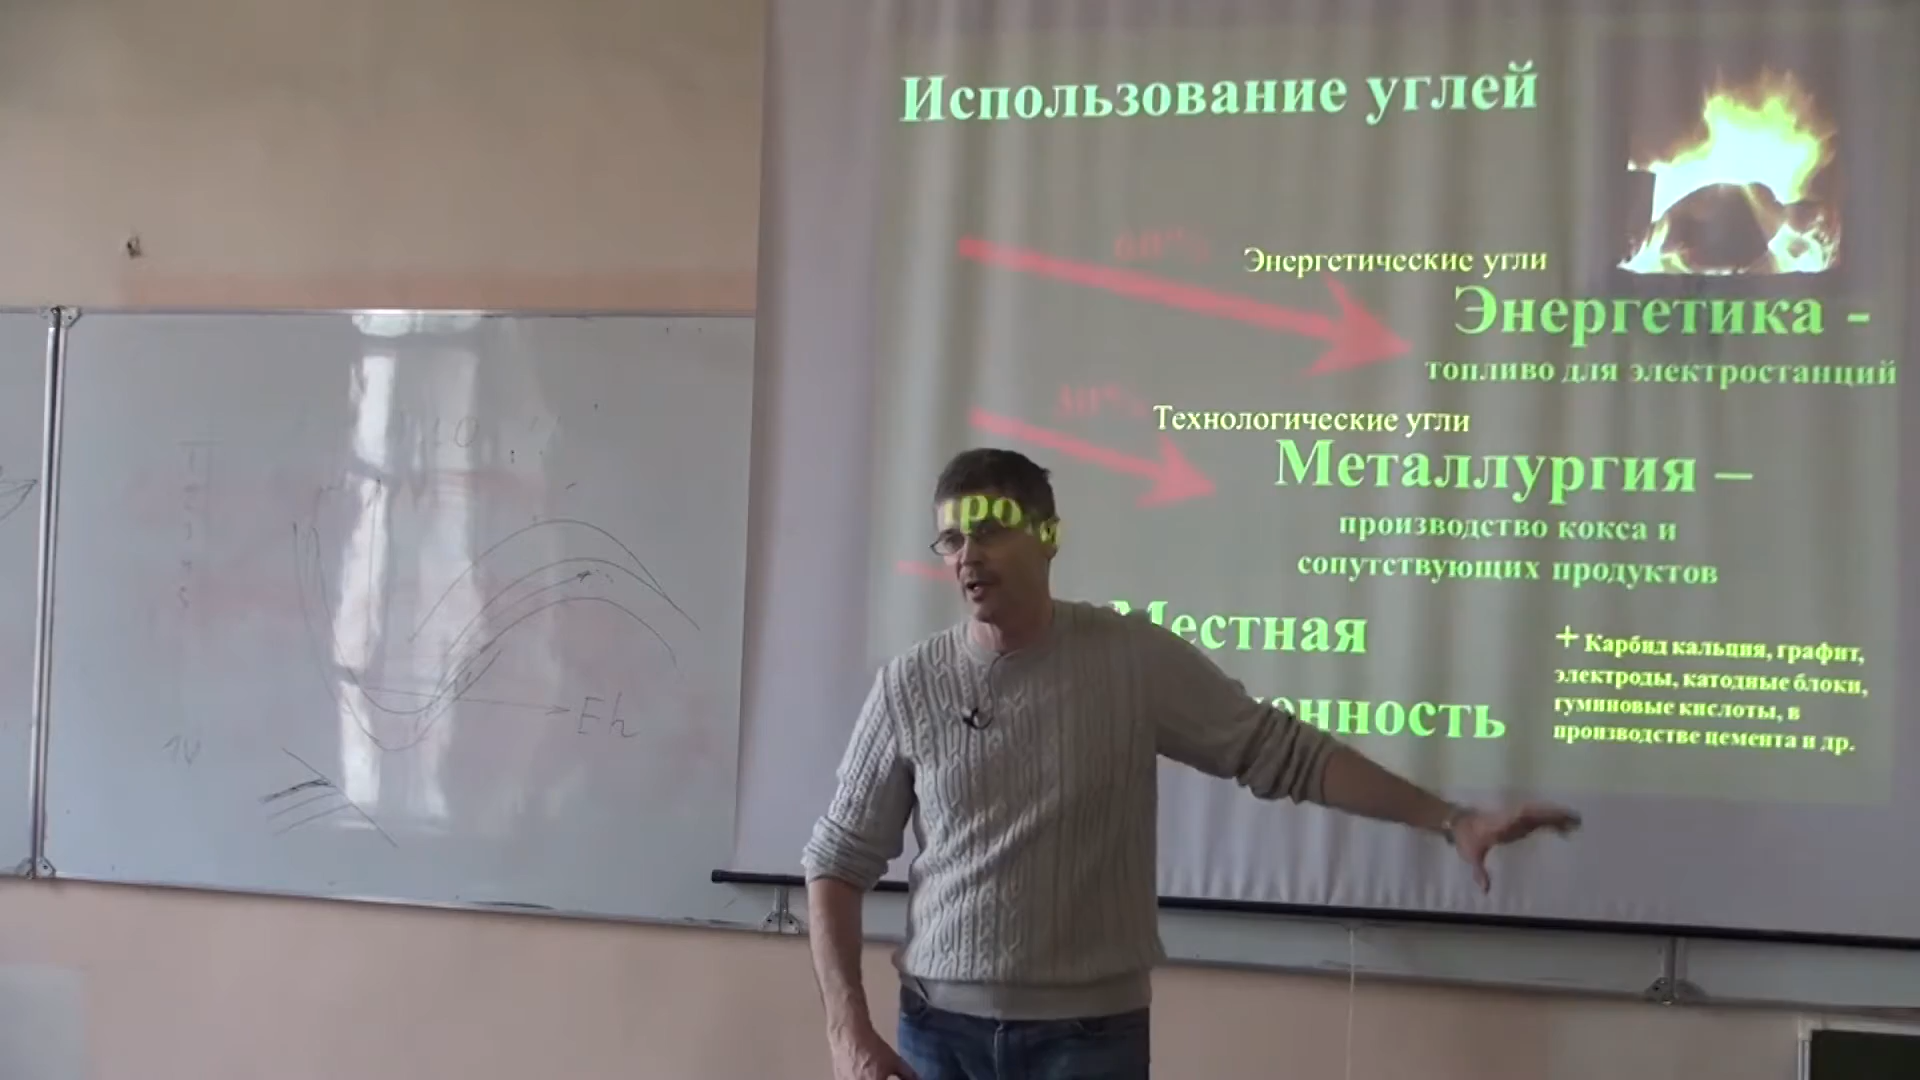 Использование углей
Энергетические угли
Энергетика -
топливо для электростанций
Технологические угли
Металлургия –
производство кокса и
сопутствующих продуктов
Местная
+ Карбид кальция, графит,
электроды, катодные блоки,
гуминовые кислоты, в
производстве цемента и др.
Eh